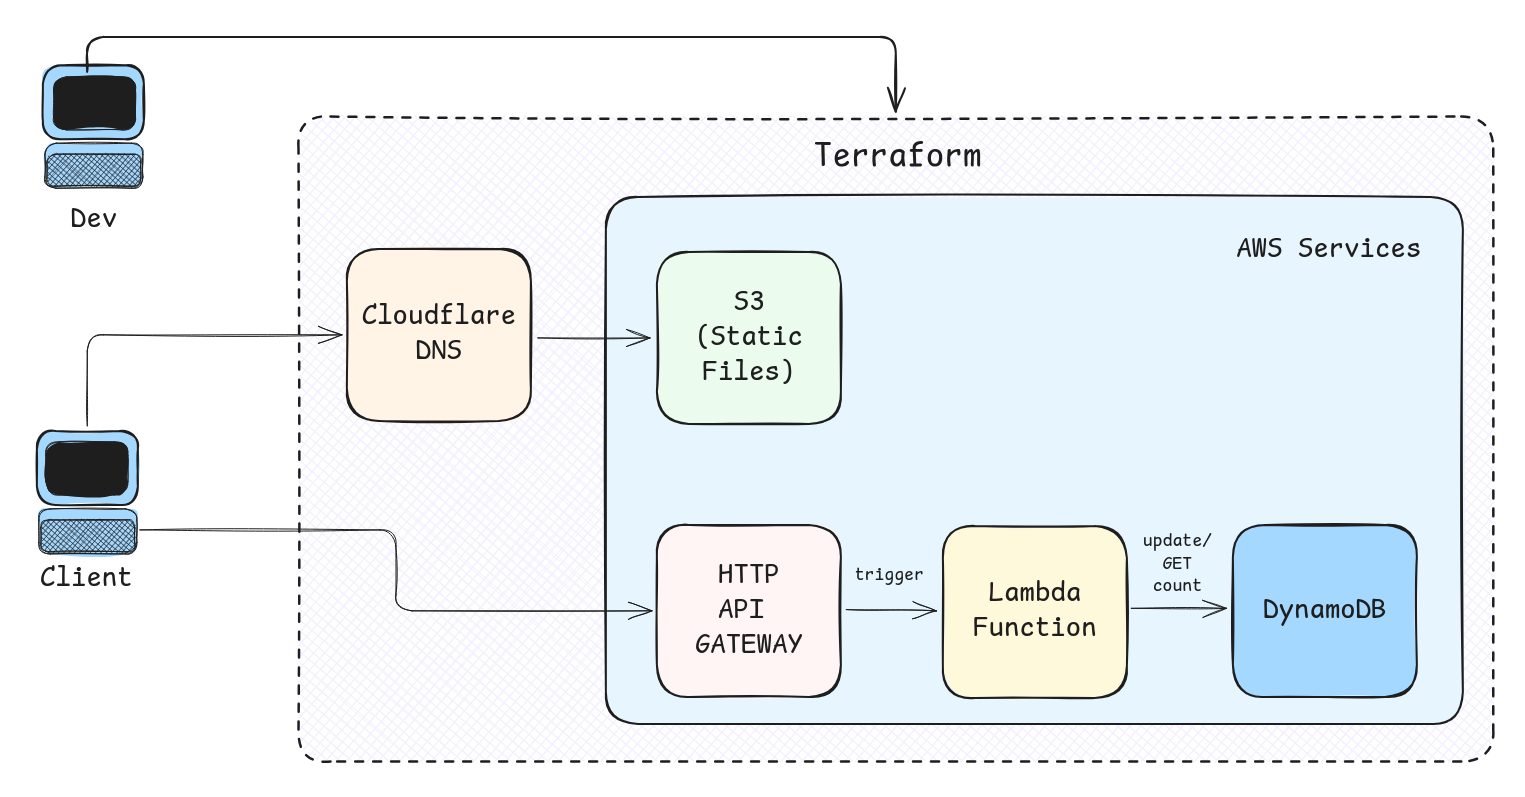 Dev
Terraform
AWS Services
Cloudflare
DNS
S3
(Static
Files)
Client
HTTP
API
GATEWAY
trigger
Lambda
Function
update/
GET
count
DynamoDB